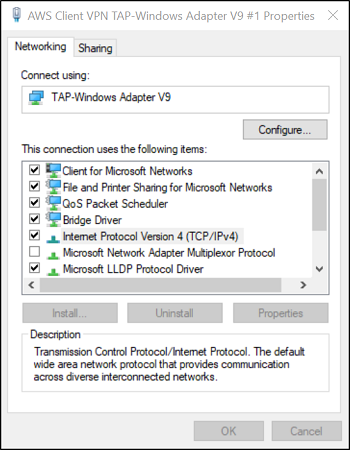 AWS Client VPN TAP-Windows Adapter V9 #1 Properties
Networking
Sharing
Connect using:
TAP-Windows Adapter V9
Configure...
This connection uses the following items:
Client for Microsoft Networks
File and Printer Sharing for Microsoft Networks
QoS Packet Scheduler
Bridge Driver
Internet Protocol Version 4 (TCP/IPv4)
Microsoft Network Adapter Multiplexor Protocol
Microsoft LLDP Protocol Driver
Install...
Uninstall
Properties
Description
Transmission Control Protocol/Internet Protocol. The default
wide area network protocol that provides communication
across diverse interconnected networks.
OK
Cancel